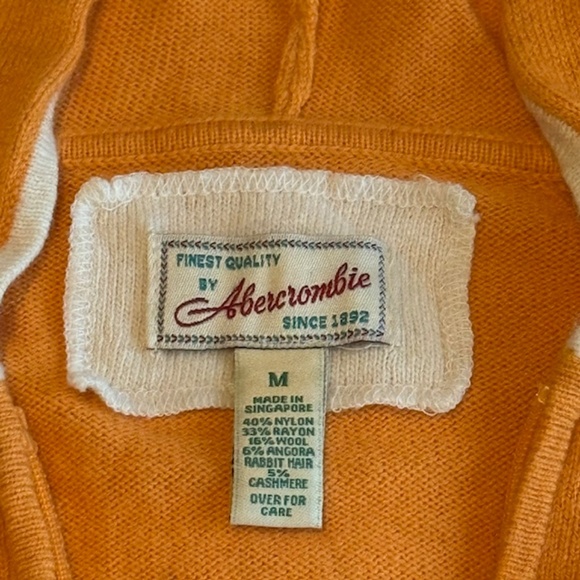 FINEST QUALITY
BY
Abercrombie
SINCE 1892
M
MADE IN
SINGAPORE
40% NYLON
33% RAYON
16% WOOL
6% ANGORA
RABBIT HAIR
5%
CASHMERE
OVER FOR
CARE